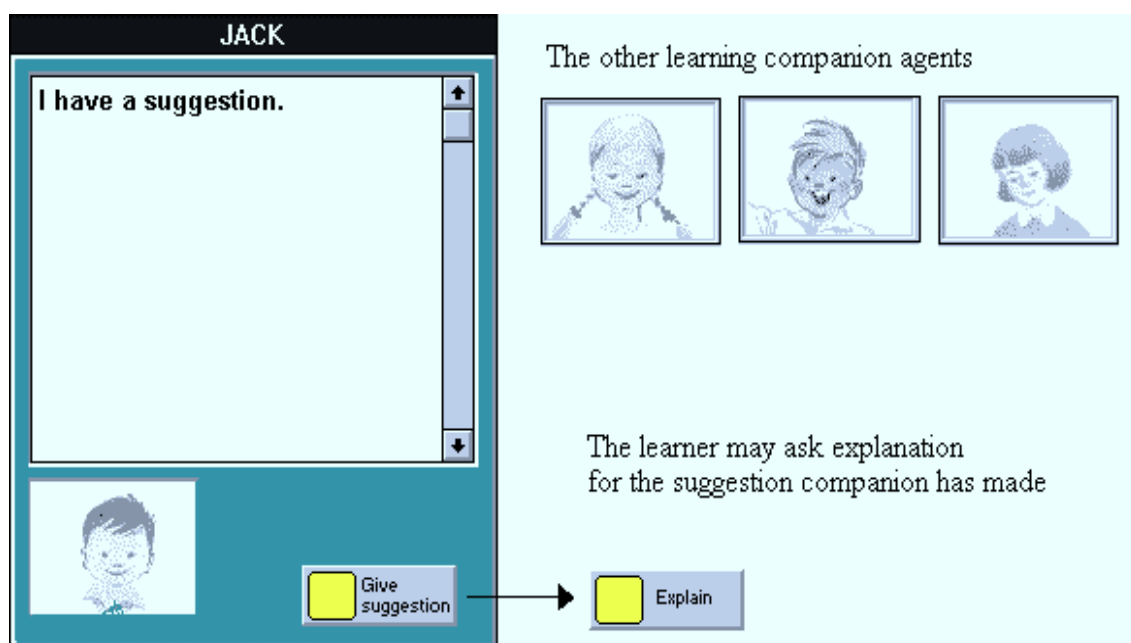 JACK
I have a suggestion.
Give
suggestion
The other learning companion agents
The learner may ask explanation
for the suggestion companion has made
Explain